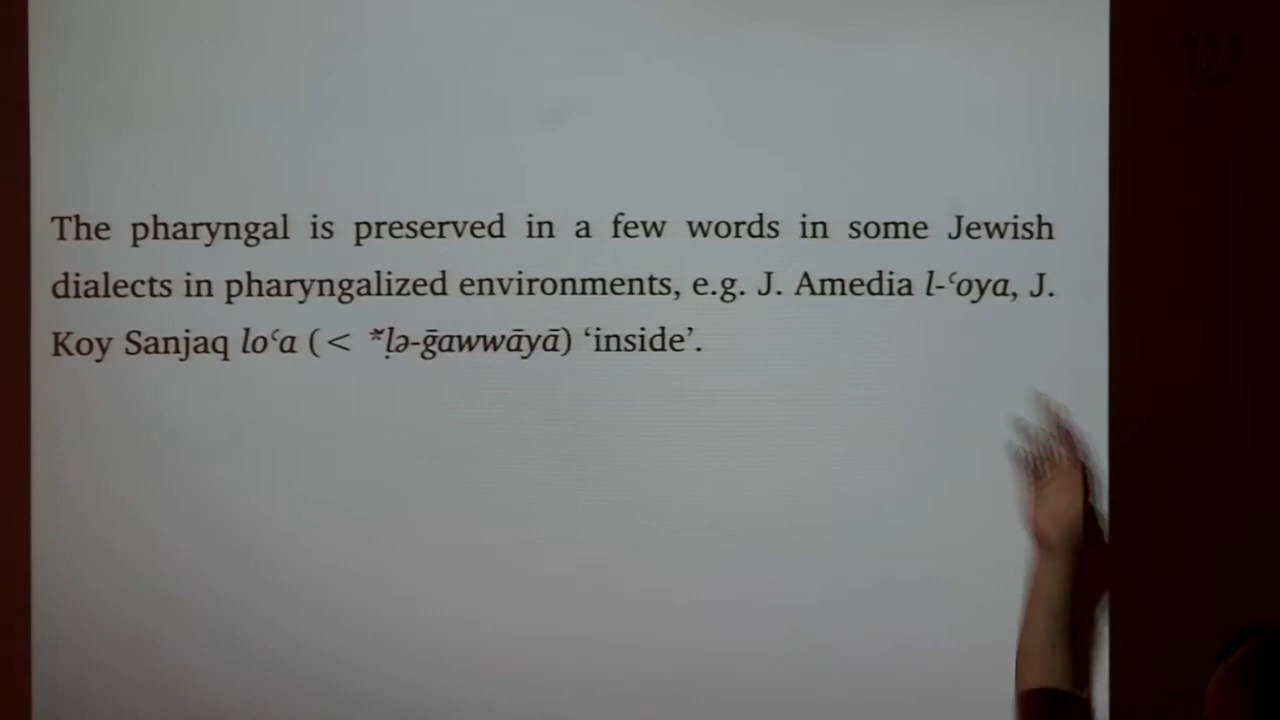 The pharyngal is preserved in a few words in some Jewish
dialects in pharyngalized environments, e.g. J. Amedia l-ʿoya, J.
Koy Sanjaq loʿa (< *ḷə-ḡawwāyā) ‘inside’.